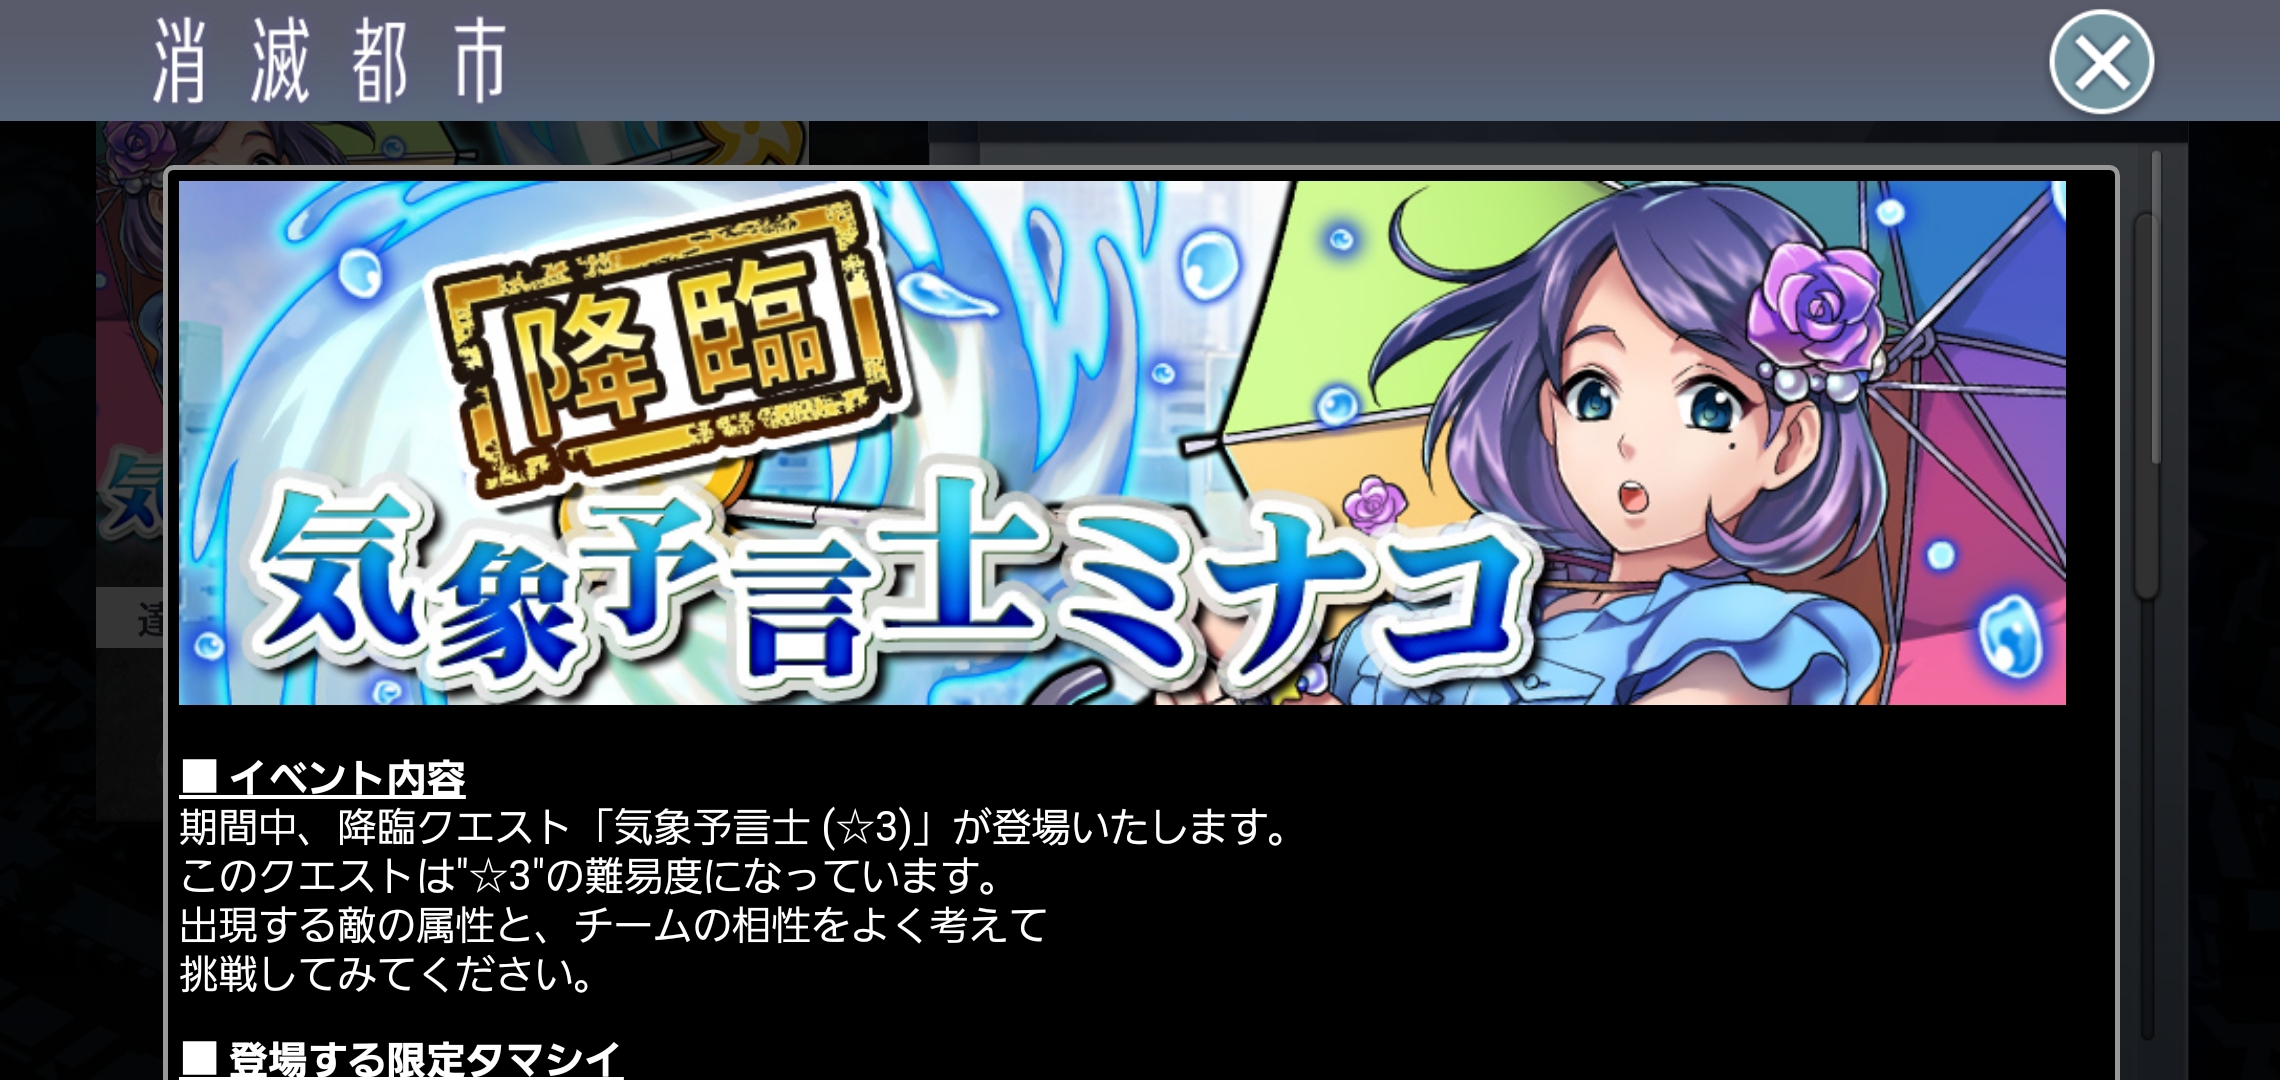 消滅都市
降臨
気象予言士ミナコ
■ イベント内容
期間中、降臨クエスト「気象予言士 (☆3)」が登場いたします。
このクエストは"☆3"の難易度になっています。
出現する敵の属性と、チームの相性をよく考えて
挑戦してみてください。
■ 登場する限定タマシイ